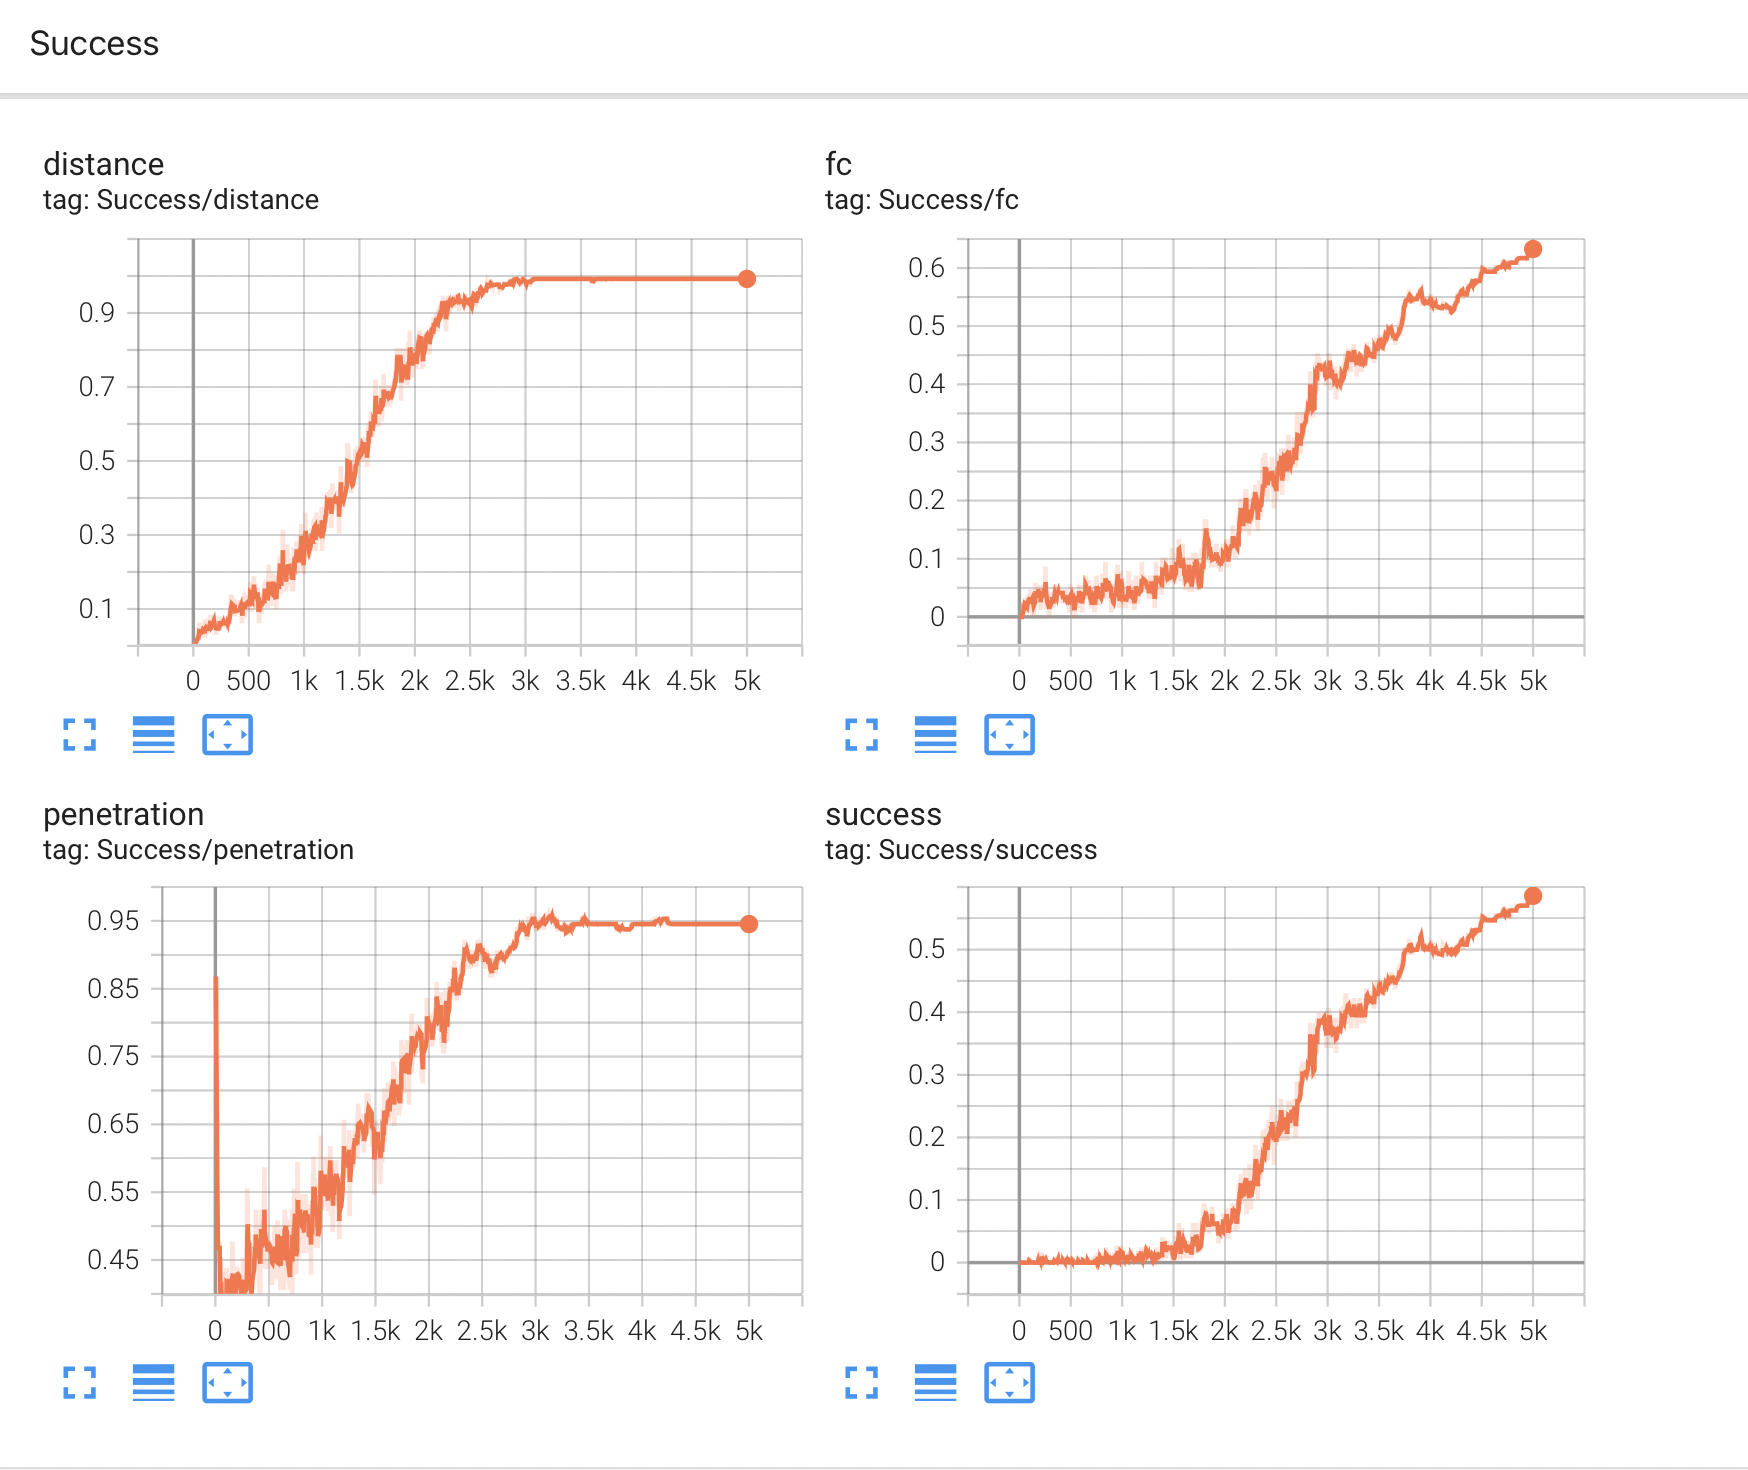 Success
distance
tag: Success/distance
0.9
0.7
0.5
0.3
0.1
0 500 1k 1.5k 2k 2.5k 3k 3.5k 4k 4.5k 5k
fc
tag: Success/fc
0.6
0.5
0.4
0.3
0.2
0.1
0
0 500 1k 1.5k 2k 2.5k 3k 3.5k 4k 4.5k 5k
penetration
tag: Success/penetration
0.95
0.85
0.75
0.65
0.55
0.45
0 500 1k 1.5k 2k 2.5k 3k 3.5k 4k 4.5k 5k
success
tag: Success/success
0.5
0.4
0.3
0.2
0.1
0
0 500 1k 1.5k 2k 2.5k 3k 3.5k 4k 4.5k 5k